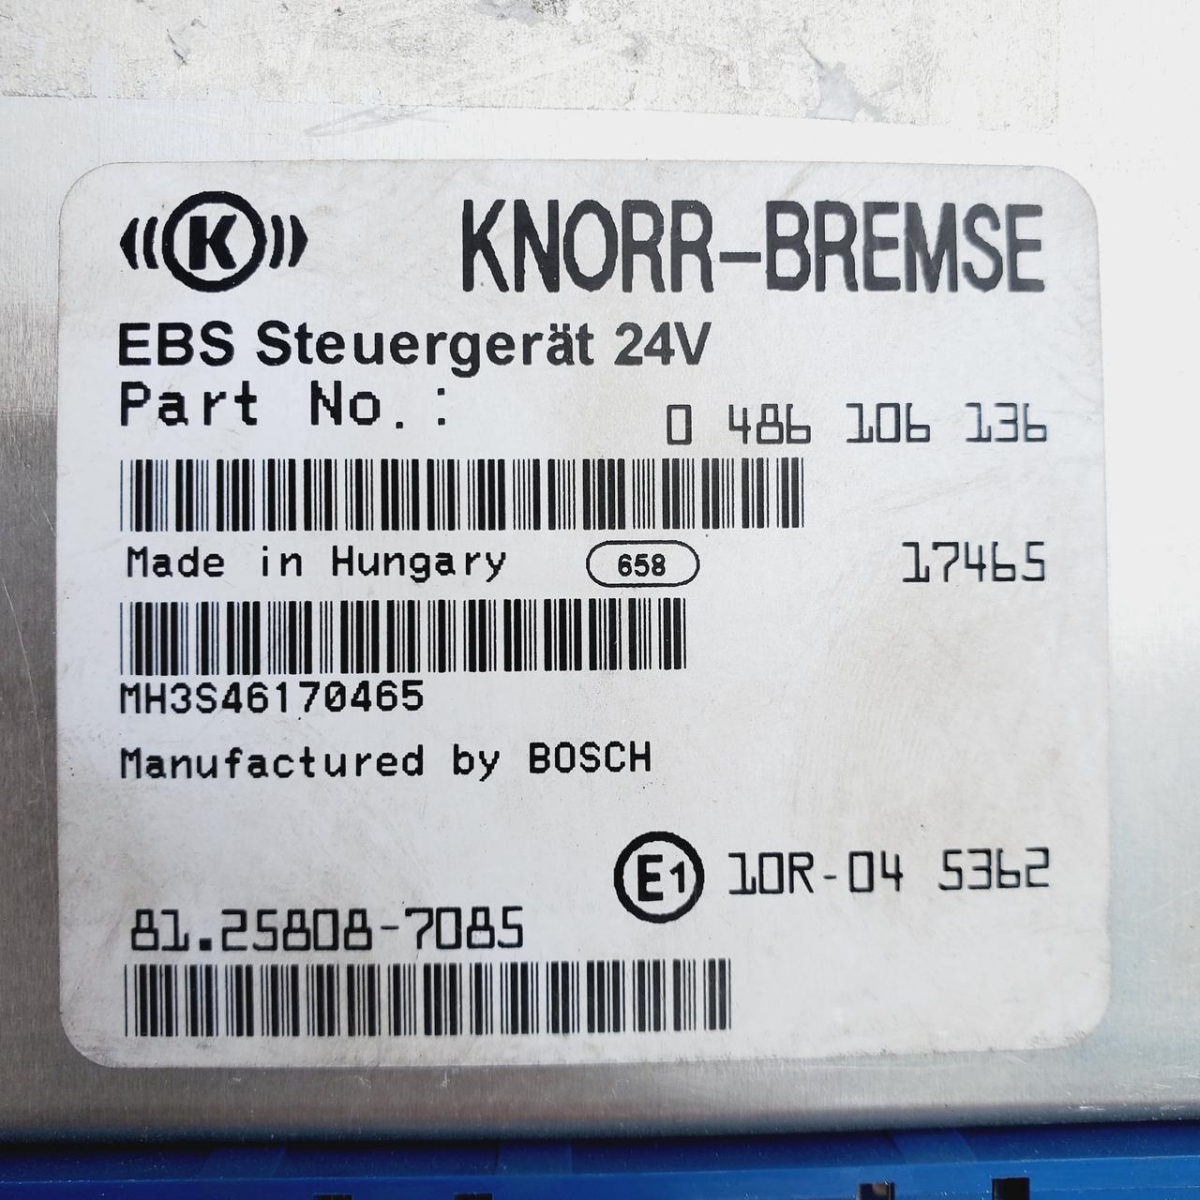 K KNORR-BREMSE
EBS Steuergerät 24V
Part No.: 0 486 106 136
Made in Hungary 658 17465
MH3S46170465
Manufactured by BOSCH
E1 10R-04 5362
81.25808-7085